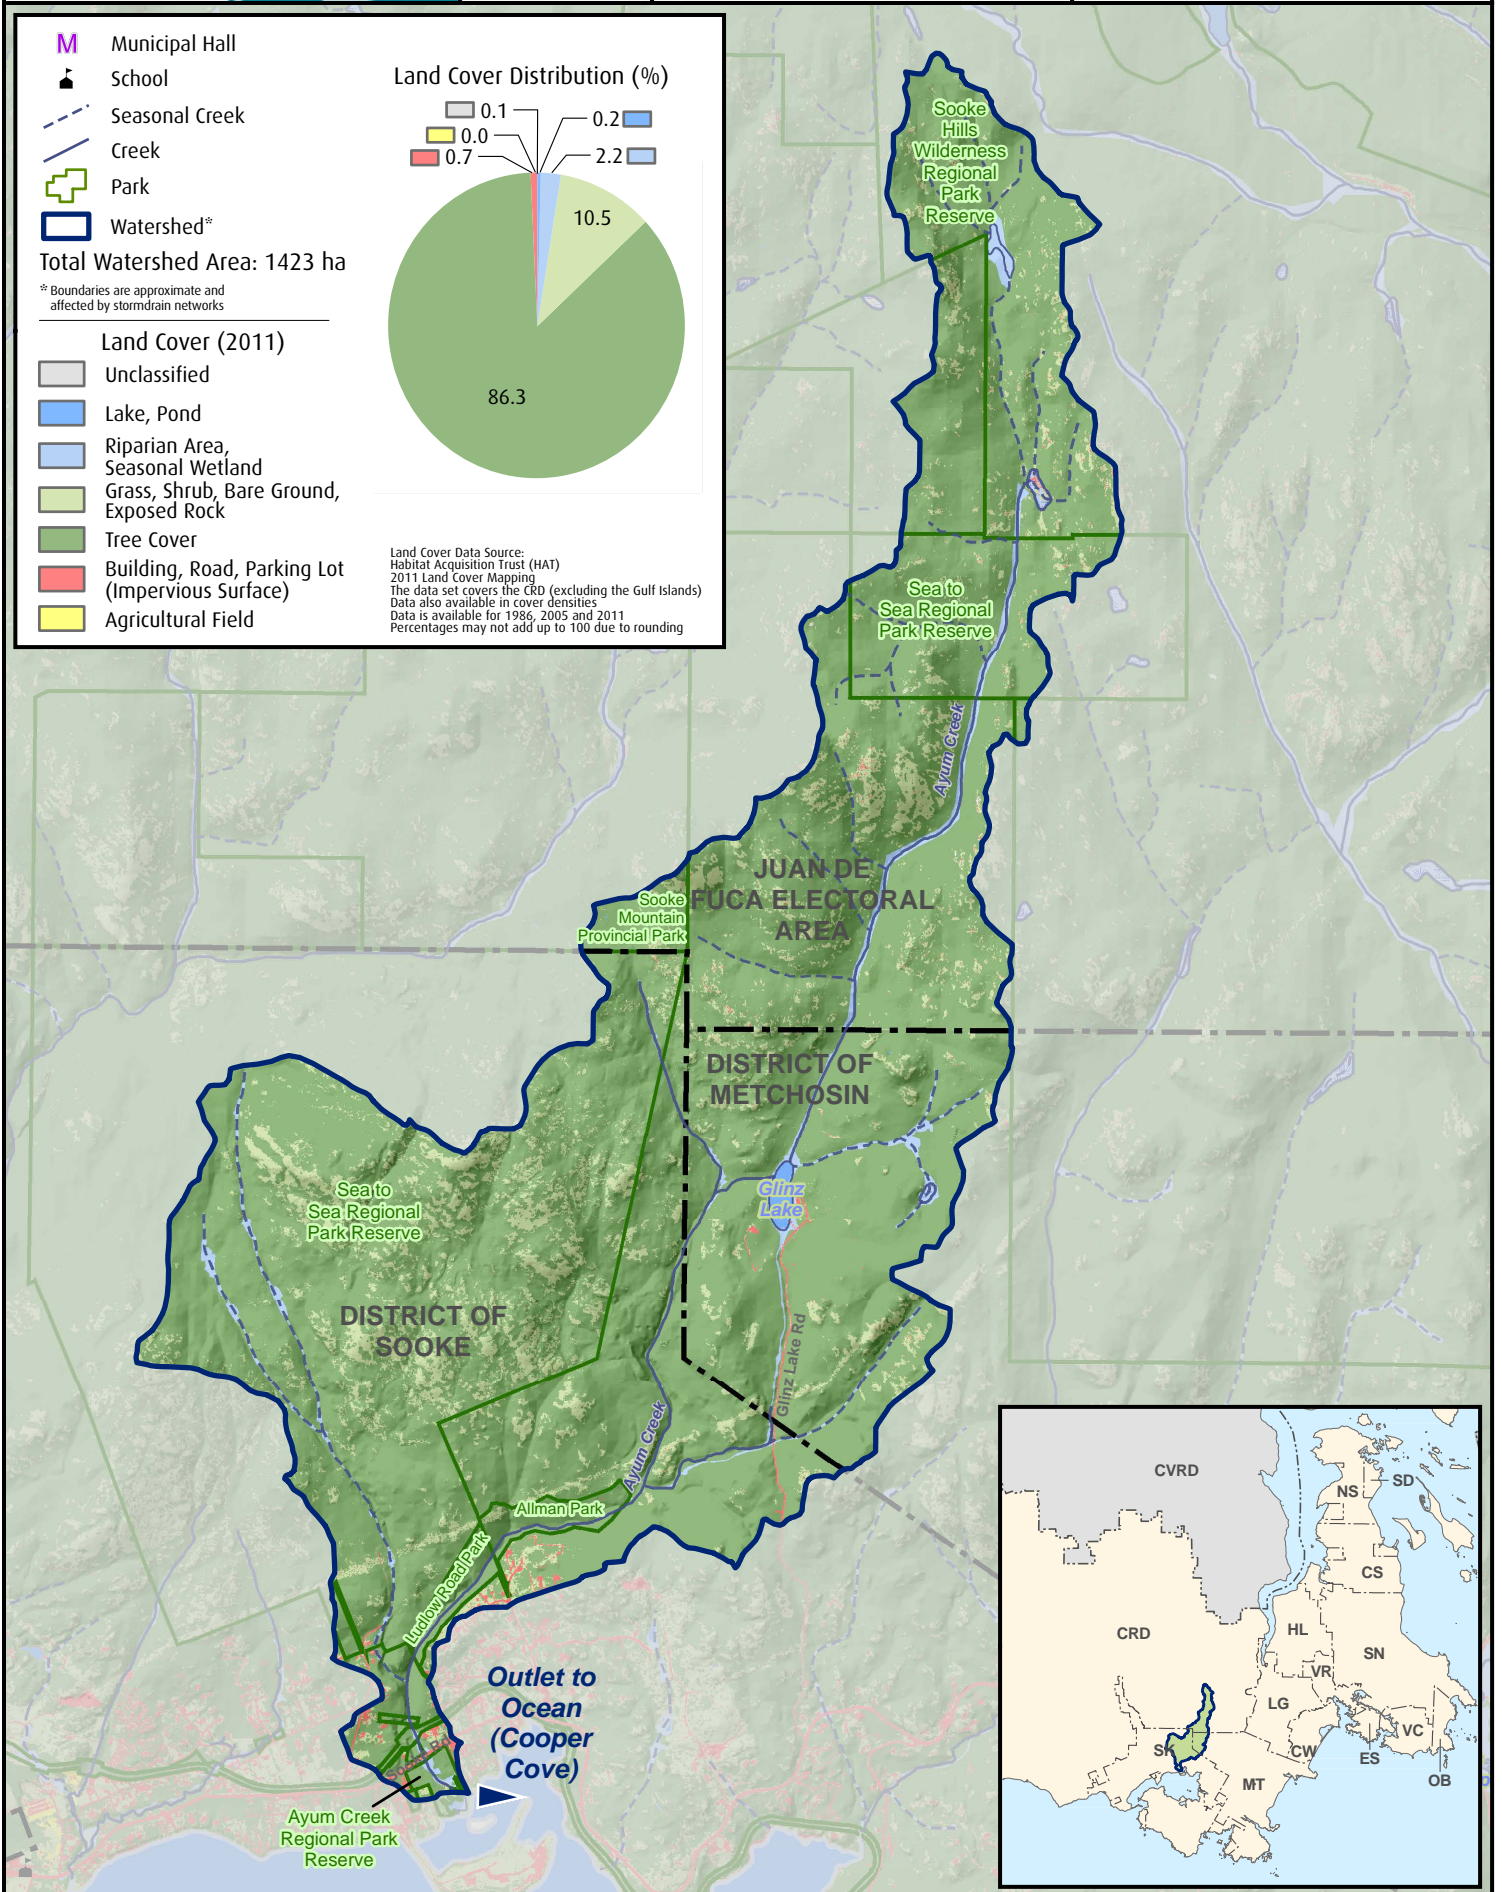 M Municipal Hall
School
Seasonal Creek
Creek
Park
Watershed*
Total Watershed Area: 1423 ha
* Boundaries are approximate and
affected by stormdrain networks
Land Cover (2011)
Unclassified
Lake, Pond
Riparian Area,
Seasonal Wetland
Grass, Shrub, Bare Ground,
Exposed Rock
Tree Cover
Building, Road, Parking Lot
(Impervious Surface)
Agricultural Field
Land Cover Distribution (%)
0.1
0.2
0.0
0.7
2.2
10.5
86.3
Land Cover Data Source:
Habitat Acquisition Trust (HAT)
2011 Land Cover Mapping
The data set covers the CRD (excluding the Gulf Islands)
Data also available in cover densities
Data is available for 1986, 2005 and 2011
Percentages may not add up to 100 due to rounding
Sooke
Hills
Wilderness
Regional
Park
Reserve
Sea to
Sea Regional
Park Reserve
Ayum Creek
JUAN DE
FUCA ELECTORAL
AREA
Sooke
Mountain
Provincial Park
DISTRICT OF
METCHOSIN
Glinz
Lake
Sea to
Sea Regional
Park Reserve
DISTRICT OF
SOOKE
Glinz Lake Rd
Ayum Creek
Allman Park
Ludlow Road Park
Outlet to
Ocean
(Cooper
Cove)
Sooke Rd
Ayum Creek
Regional Park
Reserve
CVRD
NS
SD
CS
CRD
HL
SN
VR
LG
SK
CW
VC
ES
MT
OB